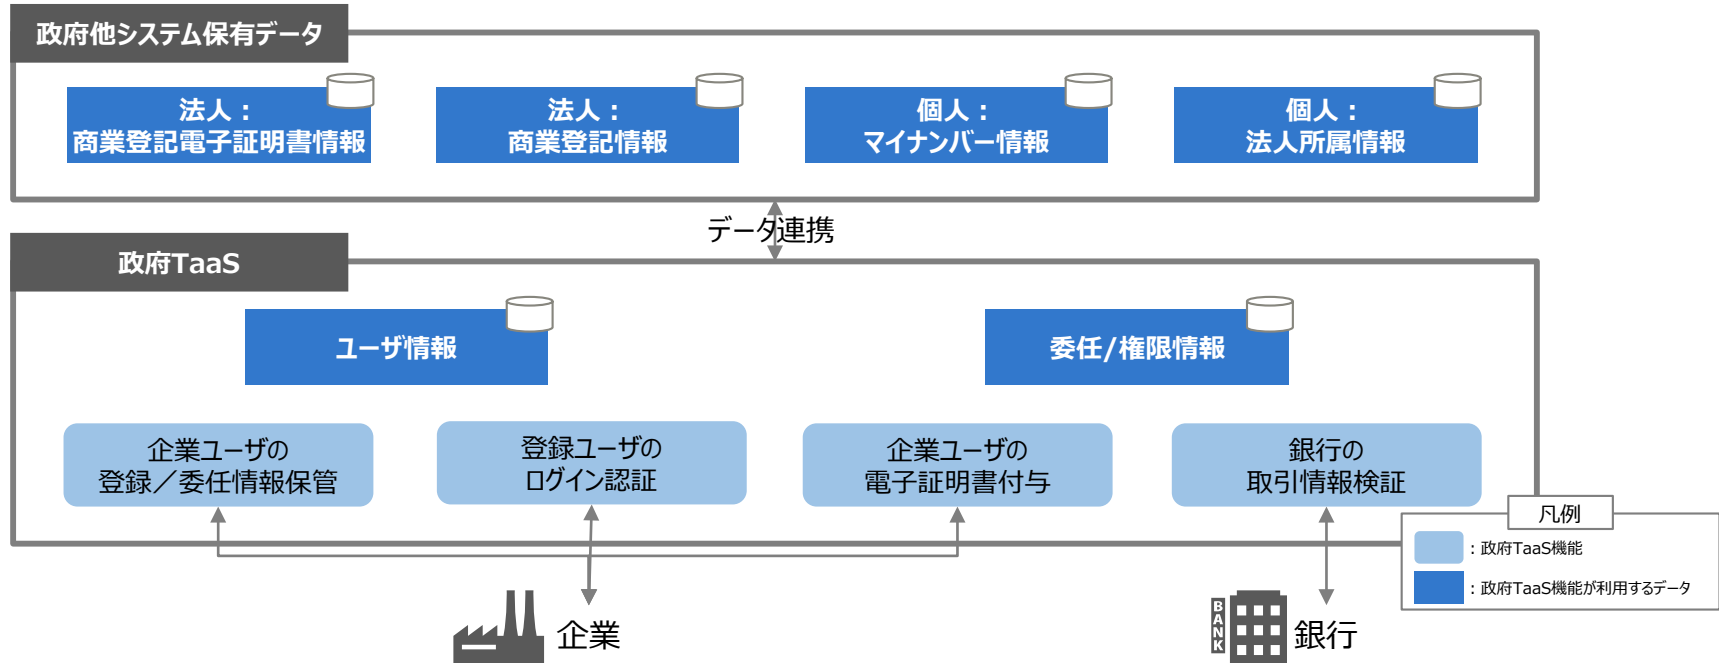 政府他システム保有データ
法人：
商業登記電子証明書情報
法人：
商業登記情報
個人：
マイナンバー情報
個人：
法人所属情報
データ連携
政府TaaS
ユーザ情報
委任/権限情報
企業ユーザの
登録／委任情報保管
登録ユーザの
ログイン認証
企業ユーザの
電子証明書付与
銀行の
取引情報検証
凡例
：政府TaaS機能
：政府TaaS機能が利用するデータ
企業
BANK
銀行